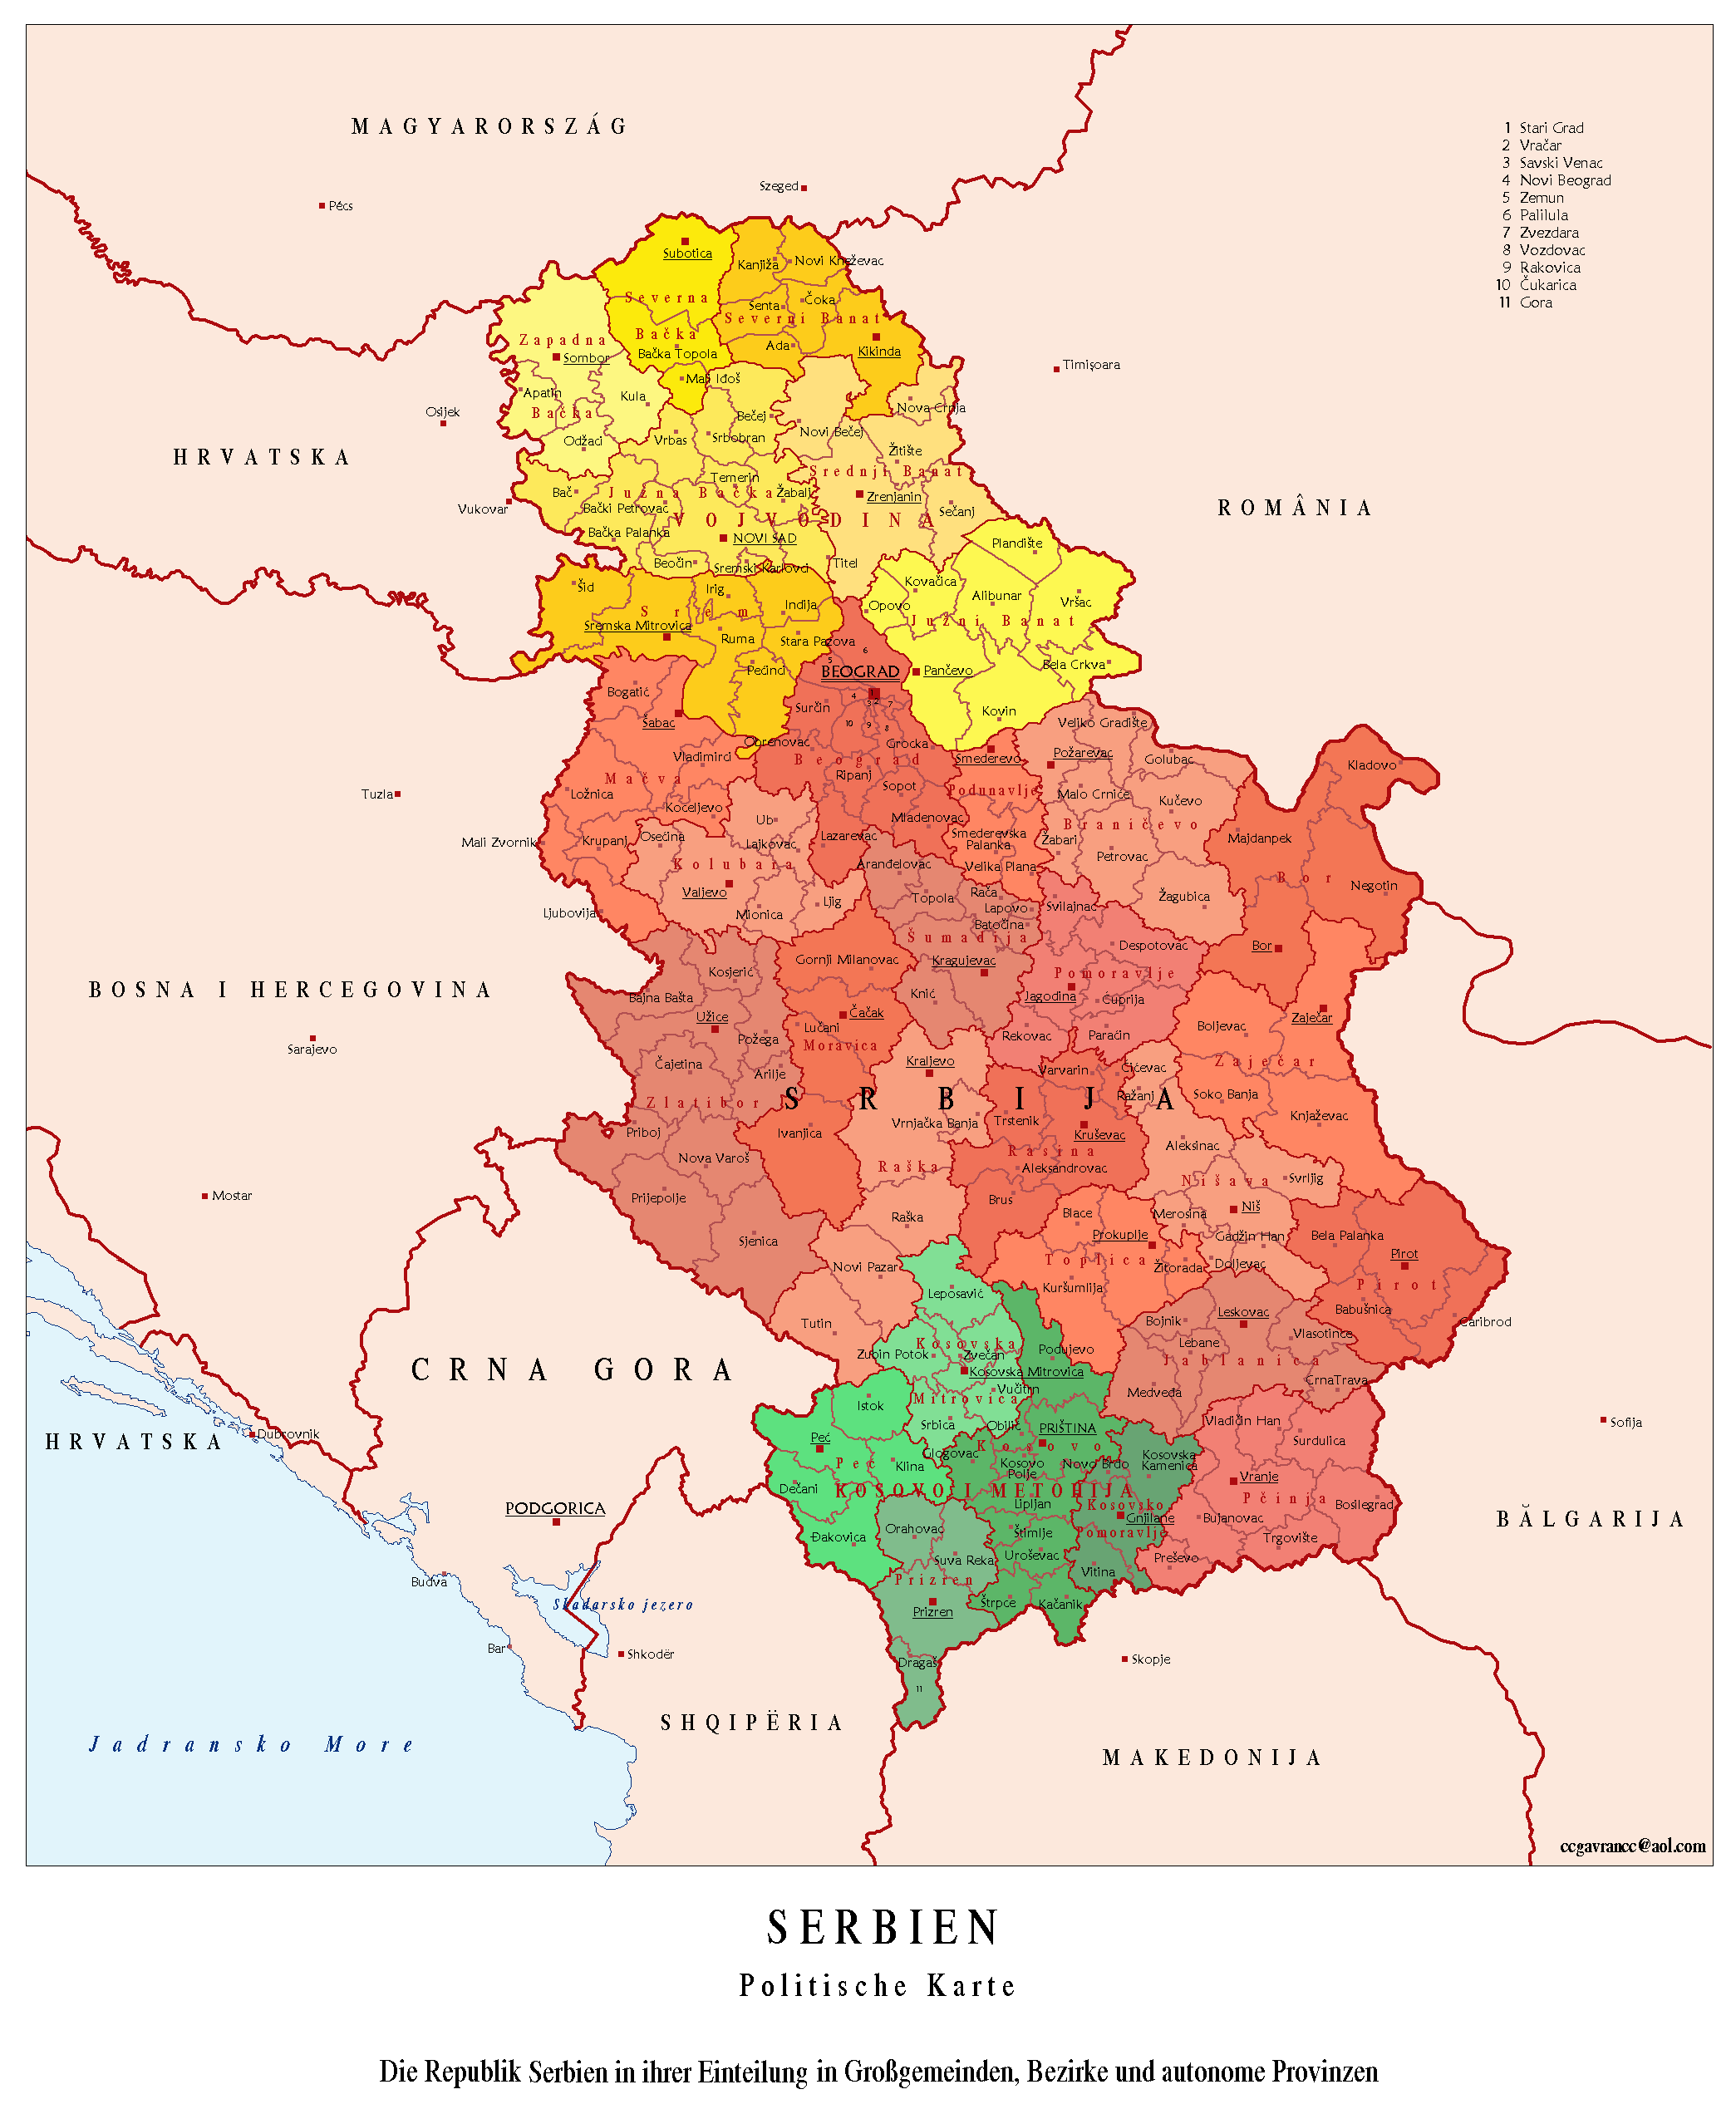 MAGYARORSZÁG
1 Stari Grad
2 Vračar
3 Savski Venac
4 Novi Beograd
5 Zemun
6 Palilula
7 Zvezdara
8 Vozdovac
9 Rakovica
10 Čukarica
11 Gora
Szeged
Pécs
Subotica
Kanjiža
Novi Kneževac
Severna
Bačka
Senta
Čoka
Severni Banat
Zapadna
Bačka
Sombor
Bačka Topola
Ada
Kikinda
Timişoara
Mali Iđoš
Apatin
Kula
Nova Crnja
Osijek
Bečej
Novi Bečej
Odžaci
Vrbas
Srbobran
Žitište
HRVATSKA
Srednji Banat
Temerin
Bač
Južna Bačka
Žabalj
Zrenjanin
Vukovar
Bački Petrovac
Sečanj
ROMÂNIA
VOJVODINA
Bačka Palanka
NOVI SAD
Plandište
Beočin
Sremski Karlovci
Titel
Šid
Irig
Kovačica
Alibunar
Vršac
Srem
Inđija
Opovo
Južni Banat
Sremska Mitrovica
Ruma
Stara Pazova
6
5
Pećinci
BEOGRAD
Pančevo
Bela Crkva
Bogatić
Šabac
Surčin
4
1
2
3
7
10
9
8
Kovin
Veliko Gradište
Obrenovac
Grocka
Vladimirci
Beograd
Smederevo
Požarevac
Golubac
Kladovo
Mačva
Ripanj
Tuzla
Ložnica
Sopot
Podunavlje
Malo Crniće
Kučevo
Koceljevo
Ub
Mladenovac
Braničevo
Mali Zvornik
Krupanj
Osečina
Lajkovac
Lazarevac
Smederevska
Palanka
Žabari
Majdanpek
Kolubara
Aranđelovac
Velika Plana
Petrovac
Bor
Negotin
Valjevo
Ljig
Topola
Rača
Lapovo
Svilajnac
Žagubica
Ljubovija
Mionica
Batočina
Šumadija
Despotovac
Bor
Kosjerić
Gornji Milanovac
Kragujevac
Pomoravlje
BOSNA I HERCEGOVINA
Bajna Bašta
Knić
Jagodina
Ćuprija
Užice
Čačak
Zaječar
Lučani
Sarajevo
Požega
Moravica
Rekovac
Paraćin
Boljevac
Čajetina
Arilje
Kraljevo
Varvarin
Ćićevac
Zaječar
Zlatibor
SRBIJA
Ražanj
Soko Banja
Priboj
Ivanjica
Vrnjačka Banja
Trstenik
Kruševac
Knjaževac
Nova Varoš
Raška
Rasina
Aleksinac
Aleksandrovac
Nišava
Svrljig
Mostar
Prijepolje
Brus
Blace
Merosina
Niš
Raška
Prokuplje
Gadžin Han
Bela Palanka
Sjenica
Toplica
Pirot
Novi Pazar
Žitorađa
Doljevac
Pirot
Leposavić
Kuršumlija
Babušnica
Tutin
Bojnik
Leskovac
Vlasotince
Caribrod
Kosovska
Zubin Potok
Zvečan
Podujevo
Lebane
Jablanica
CRNA GORA
Kosovska Mitrovica
Vučitrn
Medveđa
CrnaTrava
Istok
Mitrovica
HRVATSKA
Dubrovnik
Srbica
Obilić
PRIŠTINA
Vladičin Han
Surdulica
Sofija
Peć
Glogovac
Kosovo
Kosovska
Kamenica
Peć
Klina
Kosovo
Polje
Novo Brdo
Vranje
Dečani
KOSOVO I METOHIJA
Pčinja
Bosilegrad
PODGORICA
Lipljan
Kosovsko
Gnjilane
Bujanovac
BĂLGARIJA
Đakovica
Orahovac
Štimlje
Pomoravlje
Trgovište
Suva Reka
Uroševac
Preševo
Budva
Prizren
Vitina
Skadarsko jezero
Prizren
Štrpce
Kačanik
Bar
Shkodër
Dragaš
Skopje
11
SHQIPËRIA
Jadransko More
MAKEDONIJA
ccgavrancc@aol.com
SERBIEN
Politische Karte
Die Republik Serbien in ihrer Einteilung in Großgemeinden, Bezirke und autonome Provinzen